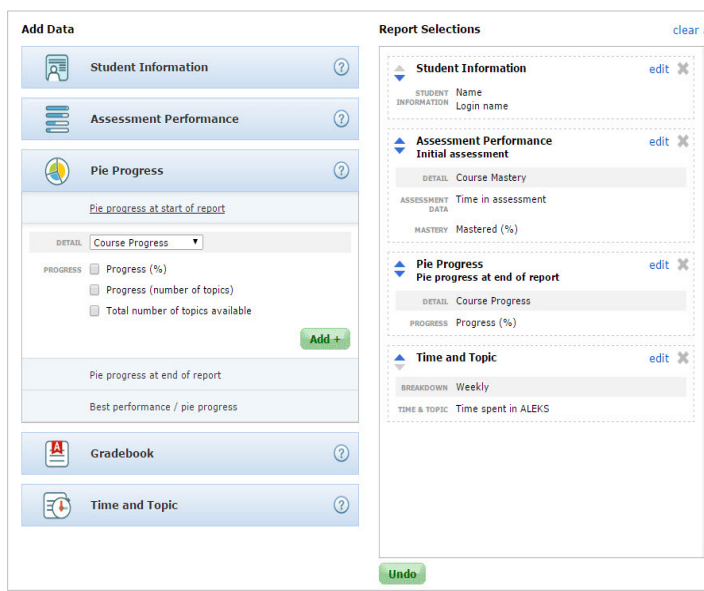 Add Data
Student Information ?
Assessment Performance ?
Pie Progress ?
Pie progress at start of report
DETAIL Course Progress
PROGRESS Progress (%)
Progress (number of topics)
Total number of topics available
Add +
Pie progress at end of report
Best performance / pie progress
A Gradebook ?
Time and Topic ?
Report Selections clear
Student Information edit
STUDENT INFORMATION Name
Login name
Assessment Performance edit
Initial assessment
DETAIL Course Mastery
ASSESSMENT DATA Time in assessment
MASTERY Mastered (%)
Pie Progress edit
Pie progress at end of report
DETAIL Course Progress
PROGRESS Progress (%)
Time and Topic edit
BREAKDOWN Weekly
TIME & TOPIC Time spent in ALEKS
Undo